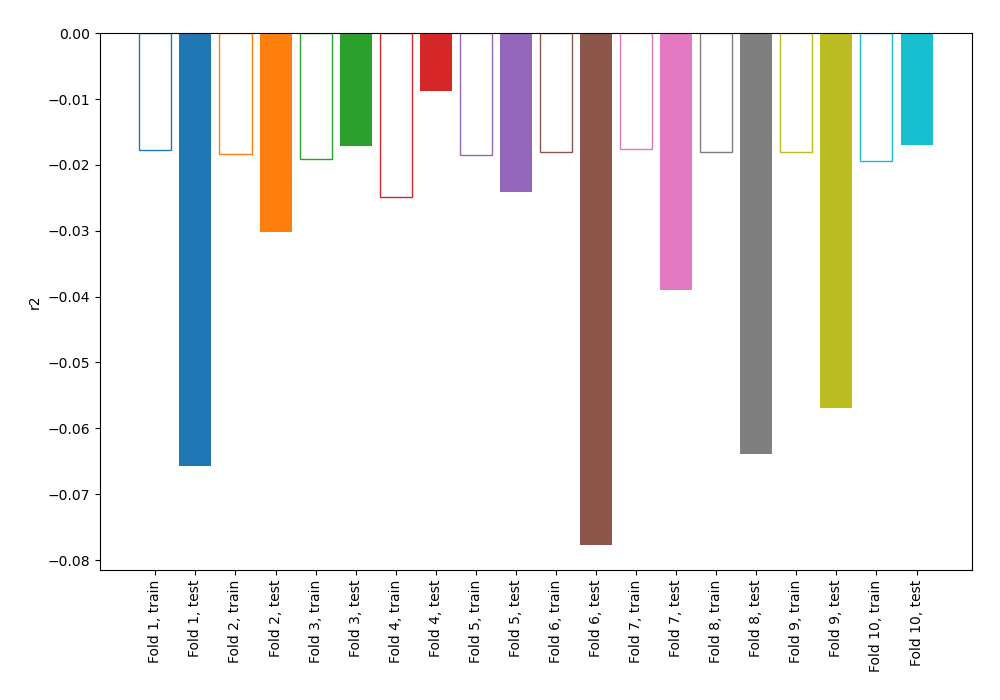 0.00
−0.01
−0.02
−0.03
−0.04
−0.05
−0.06
−0.07
−0.08
r2
Fold 1, train
Fold 1, test
Fold 2, train
Fold 2, test
Fold 3, train
Fold 3, test
Fold 4, train
Fold 4, test
Fold 5, train
Fold 5, test
Fold 6, train
Fold 6, test
Fold 7, train
Fold 7, test
Fold 8, train
Fold 8, test
Fold 9, train
Fold 9, test
Fold 10, train
Fold 10, test